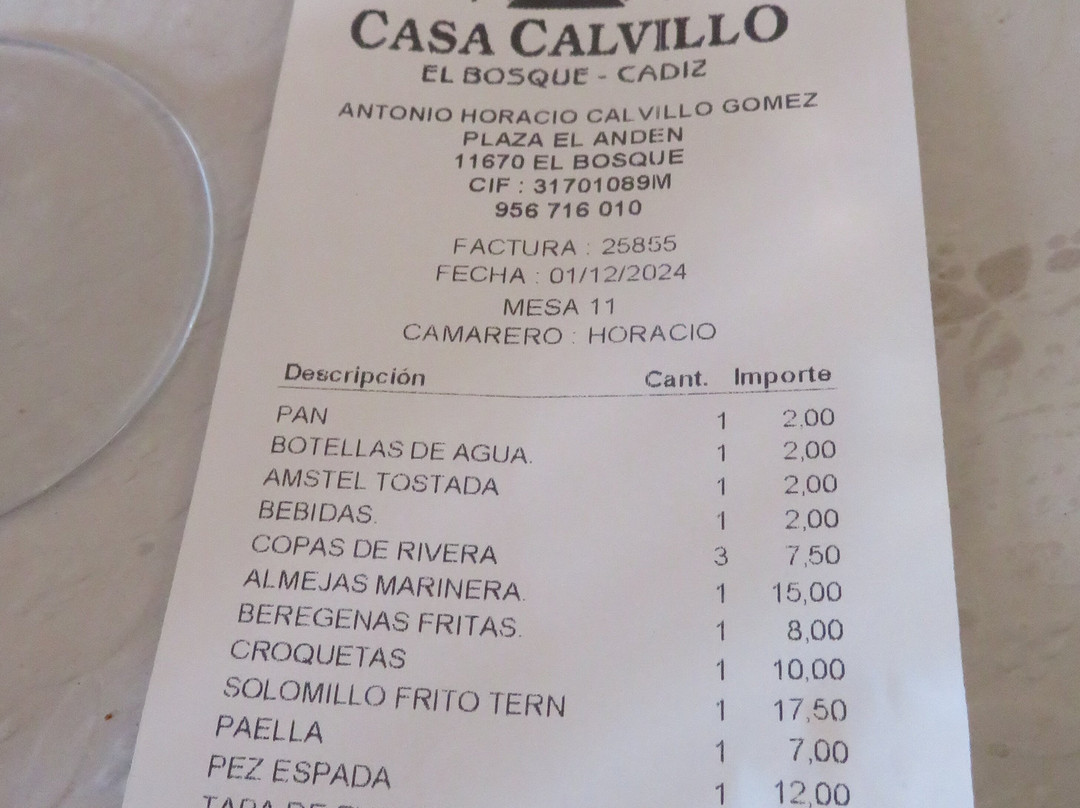 CASA CALVILLO
EL BOSQUE - CADIZ
ANTONIO HORACIO CALVILLO GOMEZ
PLAZA EL ANDEN
11670 EL BOSQUE
CIF : 31701089M
956 716 010
FACTURA : 25855
FECHA : 01/12/2024
MESA 11
CAMARERO : HORACIO
Descripción Cant. Importe
PAN 1 2,00
BOTELLAS DE AGUA. 1 2,00
AMSTEL TOSTADA 1 2,00
BEBIDAS. 1 2,00
COPAS DE RIVERA 3 7,50
ALMEJAS MARINERA. 1 15,00
BEREGENAS FRITAS. 1 8,00
CROQUETAS 1 10,00
SOLOMILLO FRITO TERN 1 17,50
PAELLA 1 7,00
PEZ ESPADA 1 12,00
TAPA DE